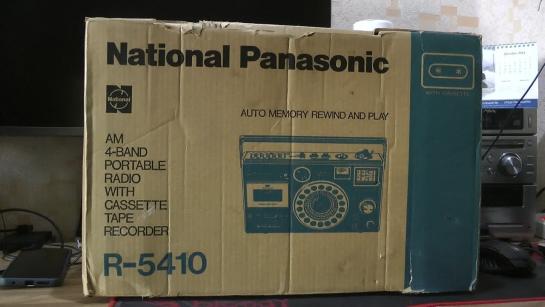 National Panasonic
National
AUTO MEMORY REWIND AND PLAY
AM
4-BAND
PORTABLE
RADIO
WITH
CASSETTE
TAPE
RECORDER
R-5410
WITH CASSETTE